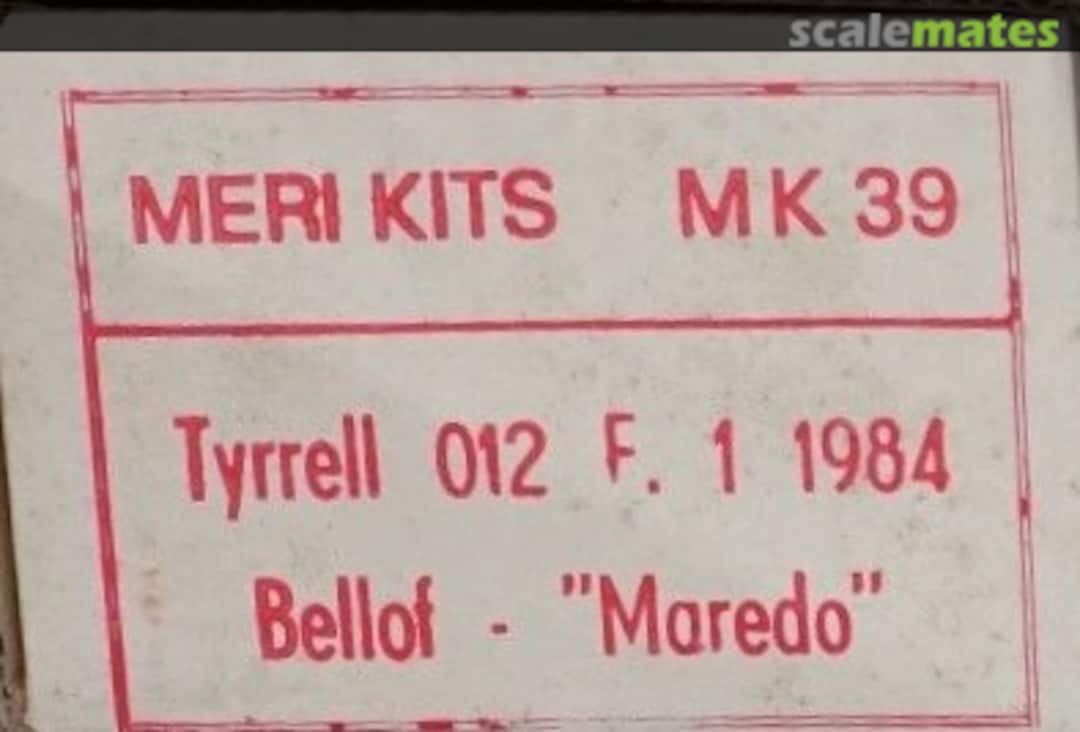 scalemates
MERI KITS MK 39
Tyrrell 012 F. 1 1984
Bellof - "Maredo"